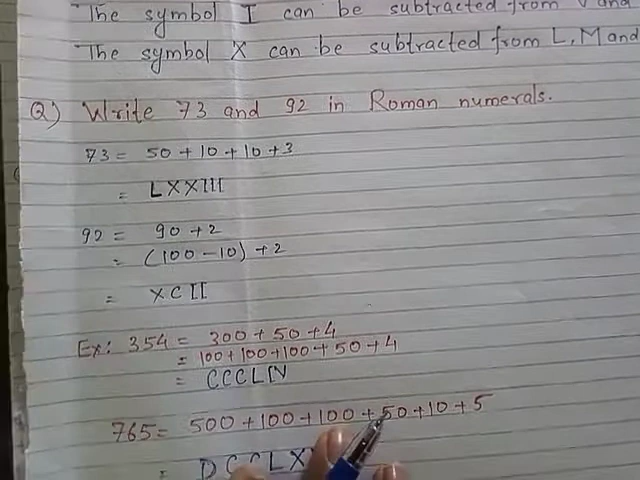 The symbol I can be subtracted from V and
The symbol X can be subtracted from L, M and
Q) Write 73 and 92 in Roman numerals.
73 = 50 + 10 + 10 + 3
= LXXIII
92 = 90 + 2
= (100 - 10) + 2
= XCII
Ex: 354 = 300 + 50 + 4
= 100 + 100 + 100 + 50 + 4
= CCCLIV
765 = 500 + 100 + 100 + 50 + 10 + 5
= DCCLX